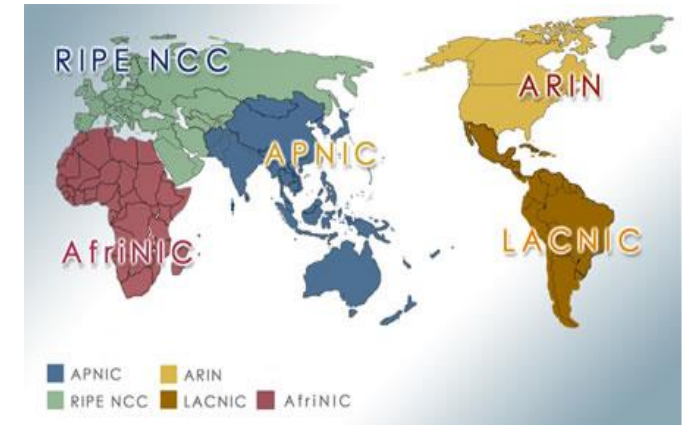 RIPE NCC
ARIN
APNIC
AfriNIC
LACNIC
APNIC ARIN
RIPE NCC LACNIC AfriNIC